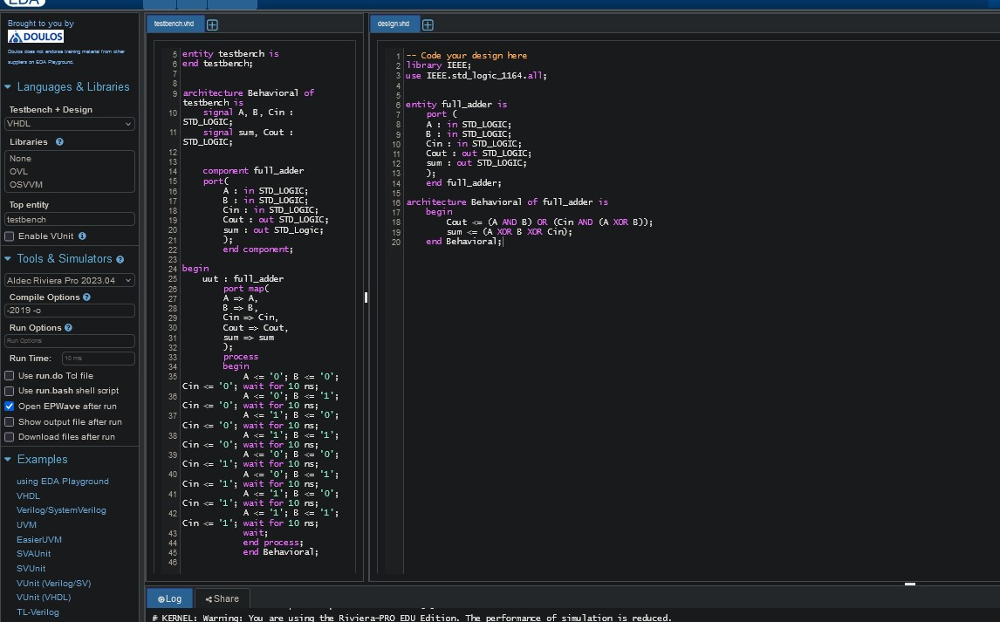 EDA
Brought to you by
DOULOS
Doulos does not endorse training material from other
suppliers on EDA Playground.
Languages & Libraries
Testbench + Design
VHDL
Libraries
None
OVL
OSVVM
Top entity
testbench
Enable VUnit
Tools & Simulators
Aldec Riviera Pro 2023.04
Compile Options
-2019 -o
Run Options
Run Options
Run Time: 10 ms
Use run.do Tcl file
Use run.bash shell script
Open EPWave after run
Show output file after run
Download files after run
Examples
using EDA Playground
VHDL
Verilog/SystemVerilog
UVM
EasierUVM
SVAUnit
SVUnit
VUnit (Verilog/SV)
VUnit (VHDL)
TL-Verilog
testbench.vhd
5 entity testbench is
6 end testbench;
7
8
9 architecture Behavioral of
testbench is
10 signal A, B, Cin :
STD_LOGIC;
11 signal sum, Cout :
STD_LOGIC;
12
13
14 component full_adder
15 port(
16 A : in STD_LOGIC;
17 B : in STD_LOGIC;
18 Cin : in STD_LOGIC;
19 Cout : out STD_LOGIC;
20 sum : out STD_Logic;
21 );
22 end component;
23
24 begin
25 uut : full_adder
26 port map(
27 A => A,
28 B => B,
29 Cin => Cin,
30 Cout => Cout,
31 sum => sum
32 );
33 process
34 begin
35 A <= '0'; B <= '0';
Cin <= '0'; wait for 10 ns;
36 A <= '0'; B <= '1';
Cin <= '0'; wait for 10 ns;
37 A <= '1'; B <= '0';
Cin <= '0'; wait for 10 ns;
38 A <= '1'; B <= '1';
Cin <= '0'; wait for 10 ns;
39 A <= '0'; B <= '0';
Cin <= '1'; wait for 10 ns;
40 A <= '0'; B <= '1';
Cin <= '1'; wait for 10 ns;
41 A <= '1'; B <= '0';
Cin <= '1'; wait for 10 ns;
42 A <= '1'; B <= '1';
Cin <= '1'; wait for 10 ns;
43 wait;
44 end process;
45 end Behavioral;
46
design.vhd
1 -- Code your design here
2 library IEEE;
3 use IEEE.std_logic_1164.all;
4
5
6 entity full_adder is
7 port (
8 A : in STD_LOGIC;
9 B : in STD_LOGIC;
10 Cin : in STD_LOGIC;
11 Cout : out STD_LOGIC;
12 sum : out STD_LOGIC;
13 );
14 end full_adder;
15
16 architecture Behavioral of full_adder is
17 begin
18 Cout <= (A AND B) OR (Cin AND (A XOR B));
19 sum <= (A XOR B XOR Cin);
20 end Behavioral;
Log
Share
# KERNEL: Warning: You are using the Riviera-PRO EDU Edition. The performance of simulation is reduced.